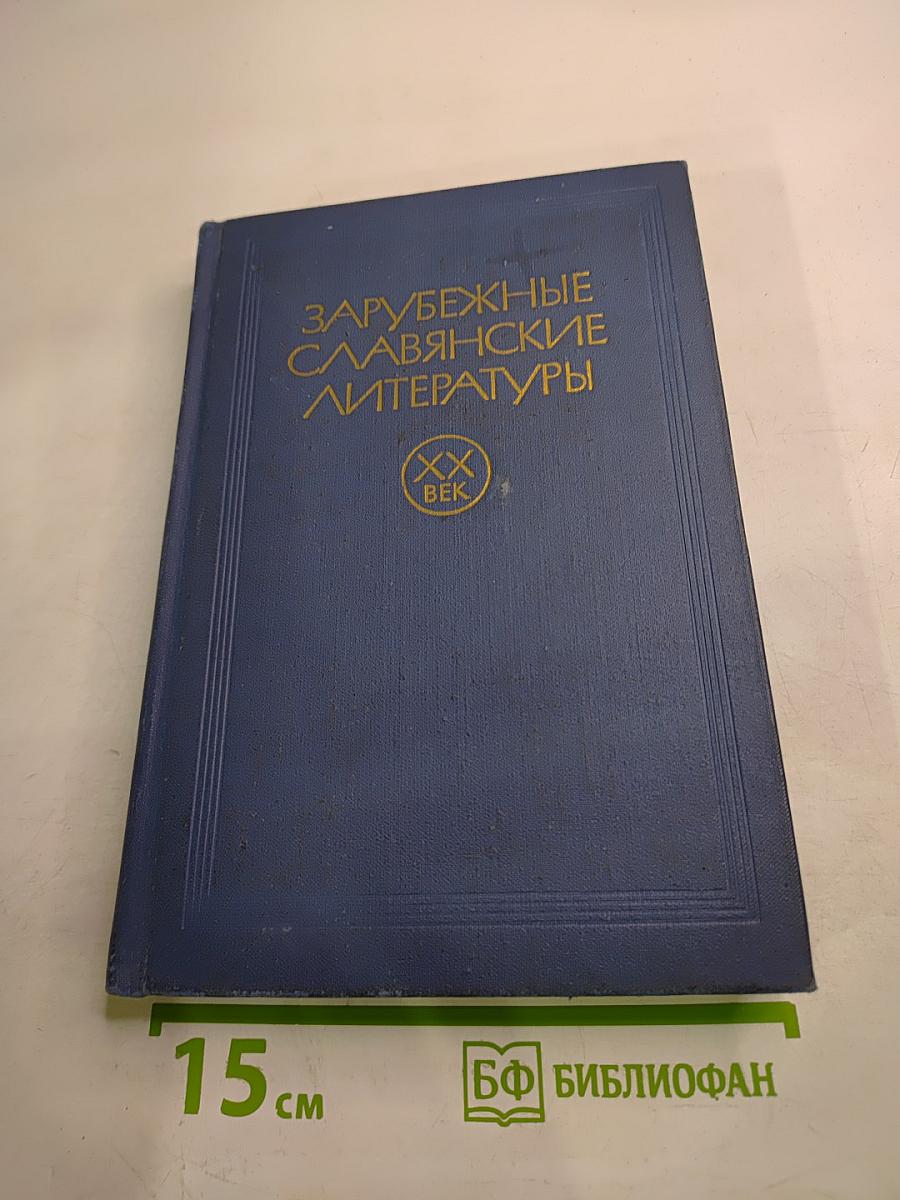 ЗАРУБЕЖНЫЕ
СЛАВЯНСКИЕ
ЛИТЕРАТУРЫ
XX
ВЕК
15 см
БФ БИБЛИОФАН